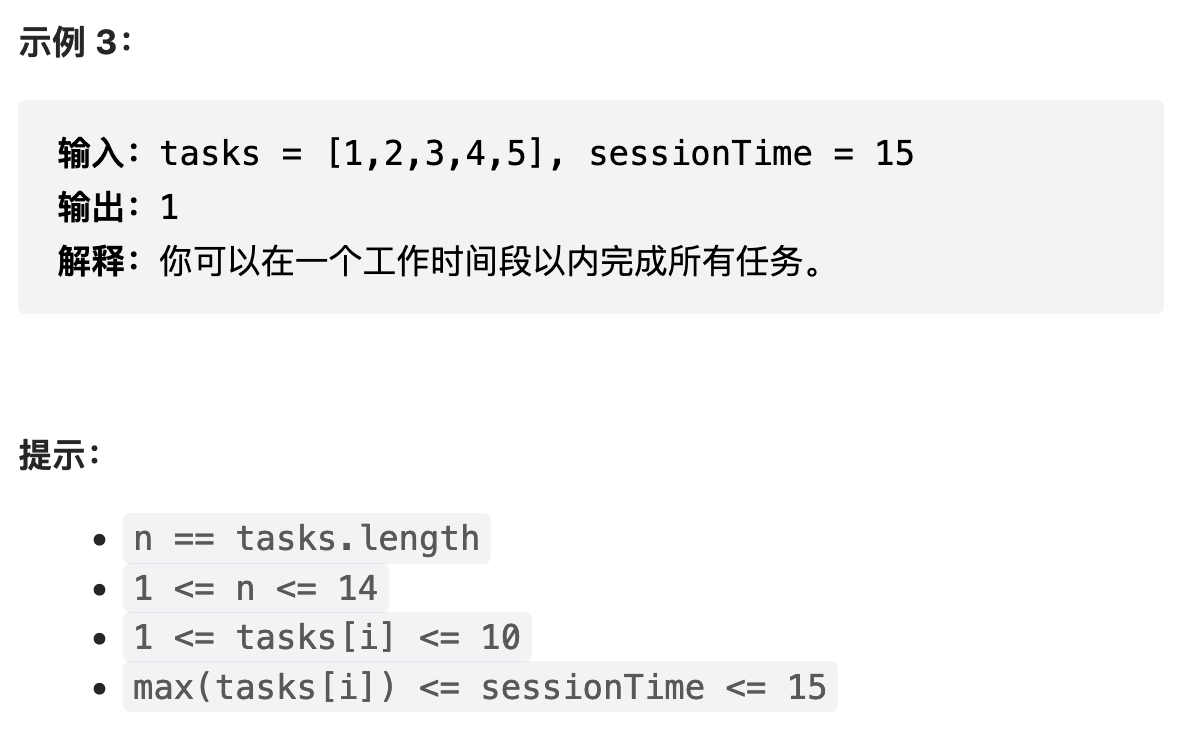 示例 3：
输入：tasks = [1,2,3,4,5], sessionTime = 15
输出：1
解释：你可以在一个工作时间段以内完成所有任务。
提示：
n == tasks.length
1 <= n <= 14
1 <= tasks[i] <= 10
max(tasks[i]) <= sessionTime <= 15